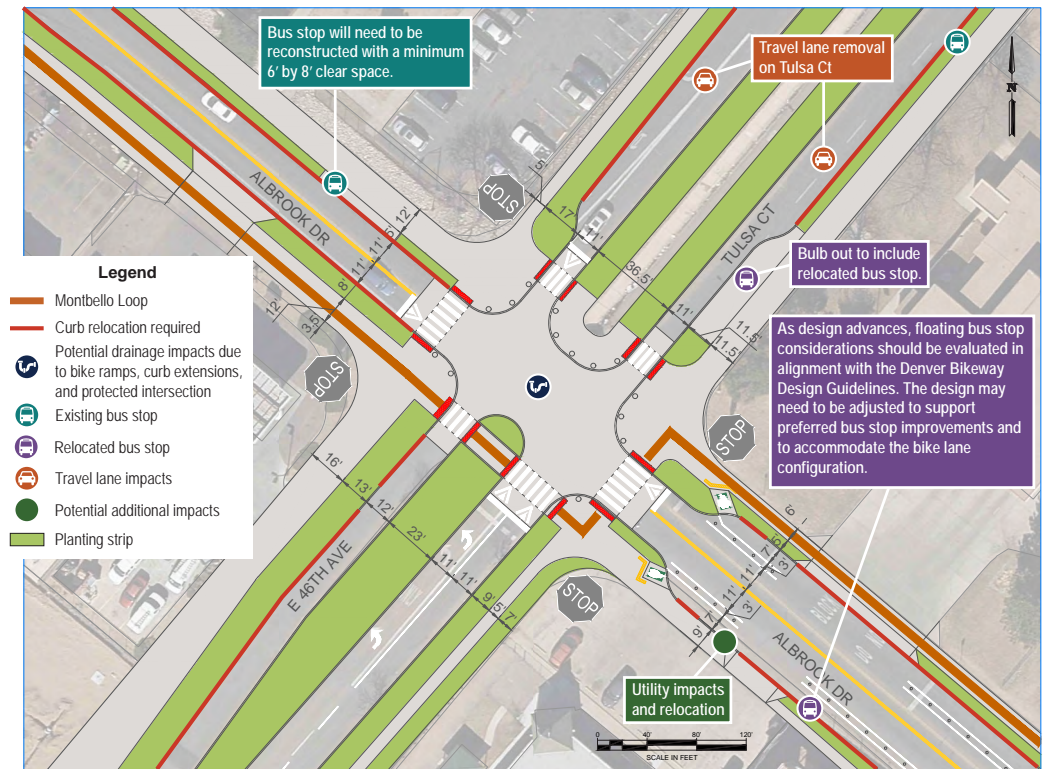 Bus stop will need to be
reconstructed with a minimum
6' by 8' clear space.
Travel lane removal
on Tulsa Ct
N
STOP
ALBROOK DR
12'
5'
11'
11'
8'
3.5'
12'
5'
17'
11'
36.5'
11'
11.5'
11.5'
TULSA CT
Bulb out to include
relocated bus stop.
As design advances, floating bus stop
considerations should be evaluated in
alignment with the Denver Bikeway
Design Guidelines. The design may
need to be adjusted to support
preferred bus stop improvements and
to accommodate the bike lane
configuration.
Legend
Montbello Loop
Curb relocation required
Potential drainage impacts due
to bike ramps, curb extensions,
and protected intersection
Existing bus stop
Relocated bus stop
Travel lane impacts
Potential additional impacts
Planting strip
STOP
STOP
STOP
16'
13'
12'
23'
11'
11'
9'
5'
7'
E 46TH AVE
6'
7'
3'
11'
11'
3'
7'
9'
ALBROOK DR
Utility impacts
and relocation
0 40' 80' 120'
SCALE IN FEET